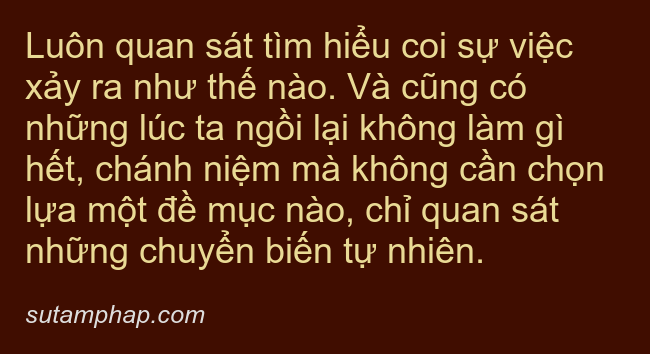 Luôn quan sát tìm hiểu coi sự việc
xảy ra như thế nào. Và cũng có
những lúc ta ngồi lại không làm gì
hết, chánh niệm mà không cần chọn
lựa một đề mục nào, chỉ quan sát
những chuyển biến tự nhiên.
sutamphap.com